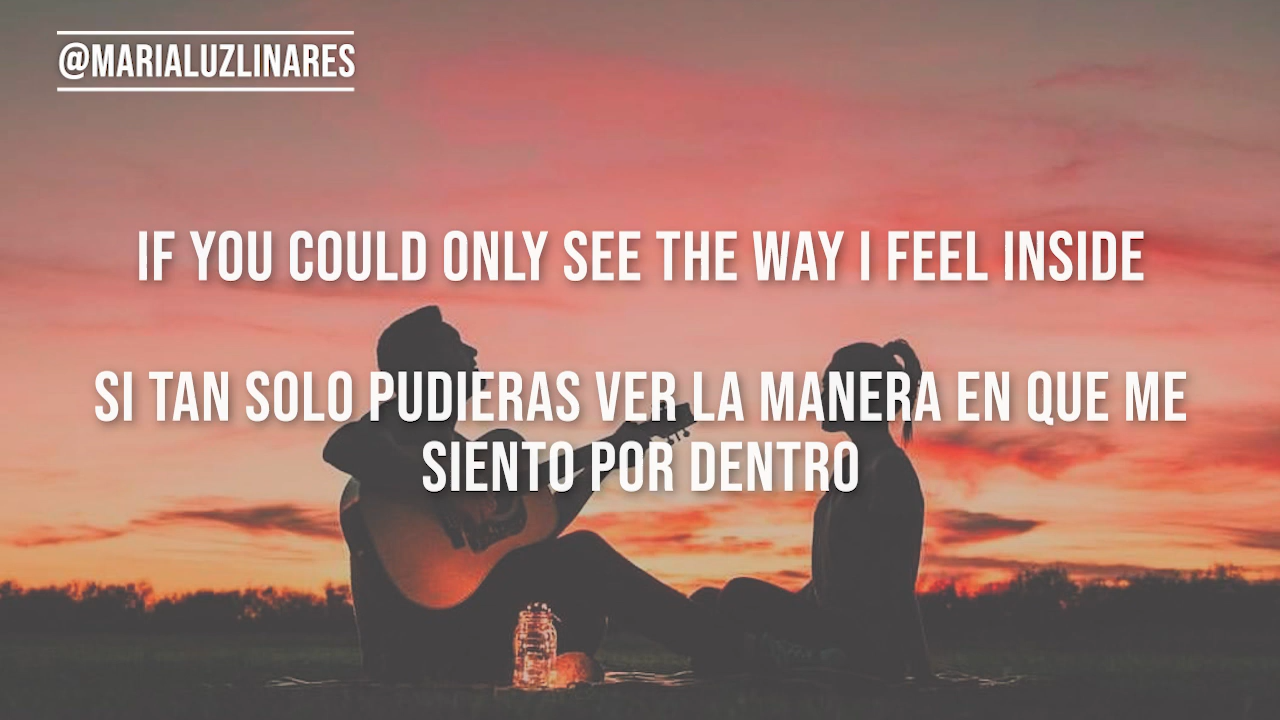 @MARIALUZLINARES
IF YOU COULD ONLY SEE THE WAY I FEEL INSIDE
SI TAN SOLO PUDIERAS VER LA MANERA EN QUE ME
SIENTO POR DENTRO